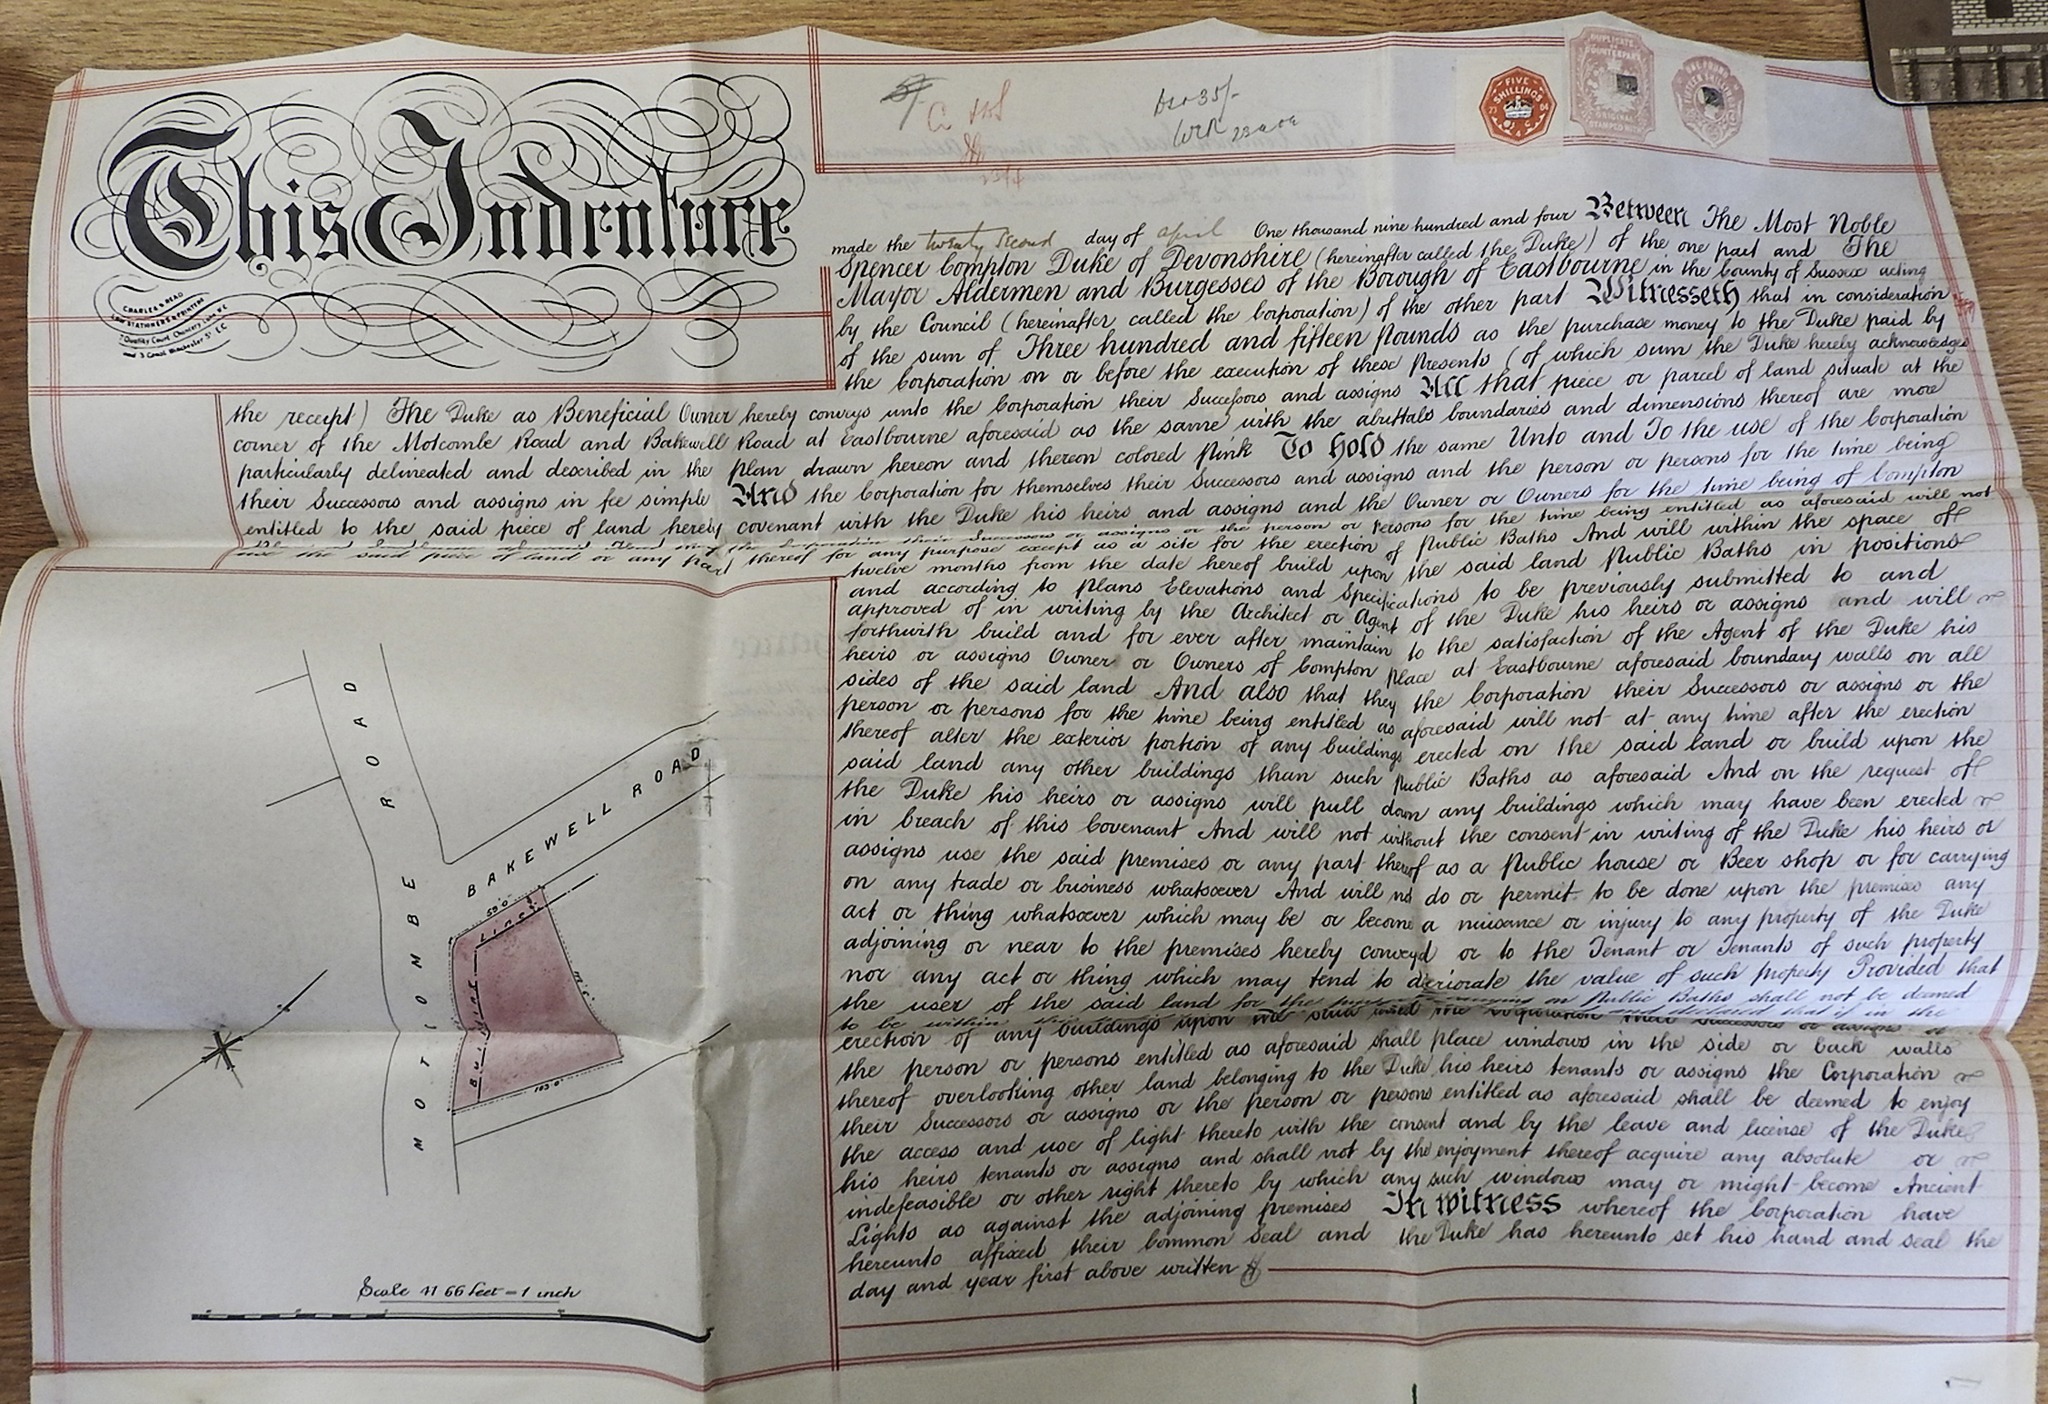 This Indenture
CHARLES & READ
LAW STATIONERS & PRINTERS
7 Quality Court, Chancery Lane, W.C.
and 3 Great Winchester St. E.C
FIVE
SHILLINGS
DUPLICATE
COUNTERPART
ORIGINAL
STAMPED WITH
made the twenty second day of april One thousand nine hundred and four Between The Most Noble
Spencer Compton Duke of Devonshire (hereinafter called the Duke) of the one part and The
Mayor Aldermen and Burgesses of the Borough of Eastbourne in the County of Sussex acting
by the Council (hereinafter called the Corporation) of the other part Witnesseth that in consideration
of the sum of Three hundred and fifteen pounds as the purchase money to the Duke paid by
the Corporation on or before the execution of these Presents (of which sum the Duke hereby acknowledges
the receipt) The Duke as Beneficial Owner hereby conveys unto the Corporation their Successors and assigns All that piece or parcel of land situate at the
corner of the Motcombe Road and Bakewell Road at Eastbourne aforesaid as the same with the abuttals boundaries and dimensions thereof are more
particularly delineated and described in the plan drawn hereon and thereon colored pink To hold the same Unto and To the use of the Corporation
their Successors and assigns in fee simple And the Corporation for themselves their Successors and assigns and the person or persons for the time being
entitled to the said piece of land hereby covenant with the Duke his heirs and assigns and the Owner or Owners for the time being of Compton
the Corporation their Successors or assigns or the person or persons for the time being entitled as aforesaid will not
use the said piece of land or any part thereof for any purpose except as a site for the erection of Public Baths And will within the space of
twelve months from the date hereof build upon the said land Public Baths in positions
and according to Plans Elevations and Specifications to be previously submitted to and
approved of in writing by the Architect or Agent of the Duke his heirs or assigns and will
forthwith build and for ever after maintain to the satisfaction of the Agent of the Duke his
heirs or assigns Owner or Owners of Compton Place at Eastbourne aforesaid boundary walls on all
sides of the said land And also that they the Corporation their Successors or assigns or the
person or persons for the time being entitled as aforesaid will not at any time after the erection
thereof alter the exterior portion of any buildings erected on the said land or build upon the
said land any other buildings than such Public Baths as aforesaid And on the request of
the Duke his heirs or assigns will pull down any buildings which may have been erected
in breach of this Covenant And will not without the consent in writing of the Duke his heirs or
assigns use the said premises or any part thereof as a Public house or Beer shop or for carrying
on any trade or business whatsoever And will not do or permit to be done upon the premises any
act or thing whatsoever which may be or become a nuisance or injury to any property of the Duke
adjoining or near to the premises hereby conveyed or to the Tenant or Tenants of such property
nor any act or thing which may tend to deteriorate the value of such property Provided that
the user of the said land for the carrying on Public Baths shall not be deemed
to be within declared that if in the
erection of any buildings upon the said land the Corporation their Successors or assigns or
the person or persons entitled as aforesaid shall place windows in the side or back walls
thereof overlooking other land belonging to the Duke his heirs tenants or assigns the Corporation
their Successors or assigns or the person or persons entitled as aforesaid shall be deemed to enjoy
the access and use of light thereto with the consent and by the leave and license of the Duke
his heirs tenants or assigns and shall not by the enjoyment thereof acquire any absolute or
indefeasible or other right thereto by which any such windows may or might become Ancient
Lights as against the adjoining premises In witness whereof the Corporation have
hereunto affixed their Common Seal and the Duke has hereunto set his hand and seal the
day and year first above written
MOTCOMBE ROAD
BAKEWELL ROAD
BUILDING LINE
59'.0"
103.0"
Scale 41 66 feet = 1 inch